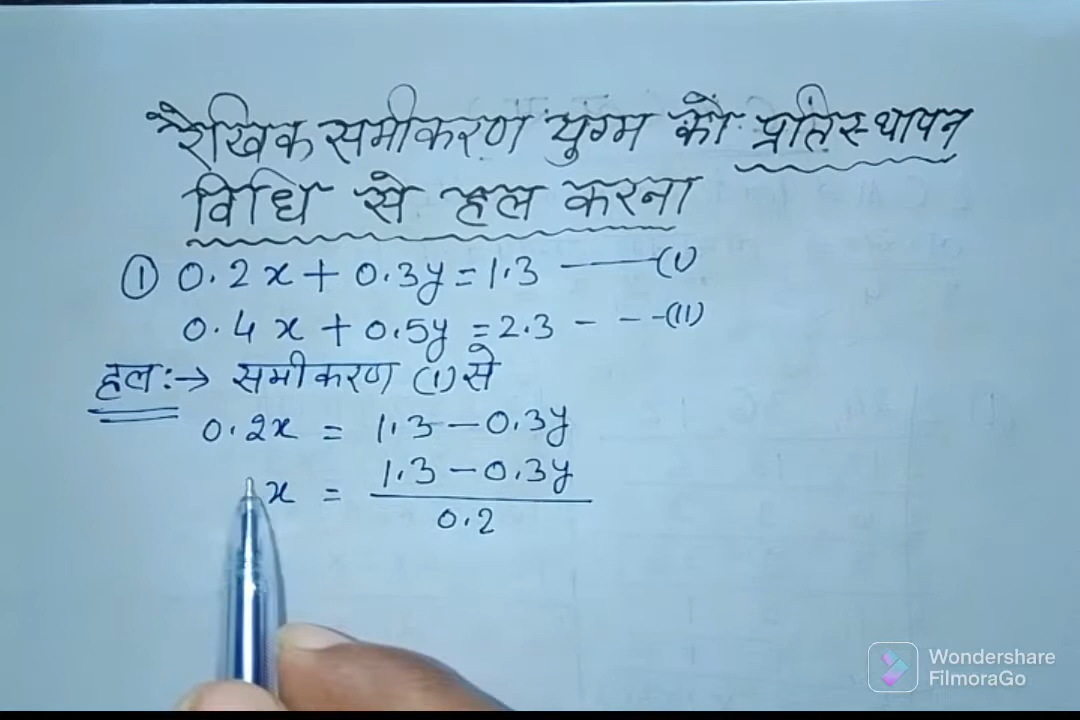 रेखिक समीकरण युग्म को प्रतिस्थापन
विधि से हल करना
① 0.2x + 0.3y = 1.3 —— (I)
0.4x + 0.5y = 2.3 - - - (II)
हल :→ समीकरण (I) से
0.2x = 1.3 - 0.3y
x = 1.3 - 0.3y
0.2
Wondershare
FilmoraGo